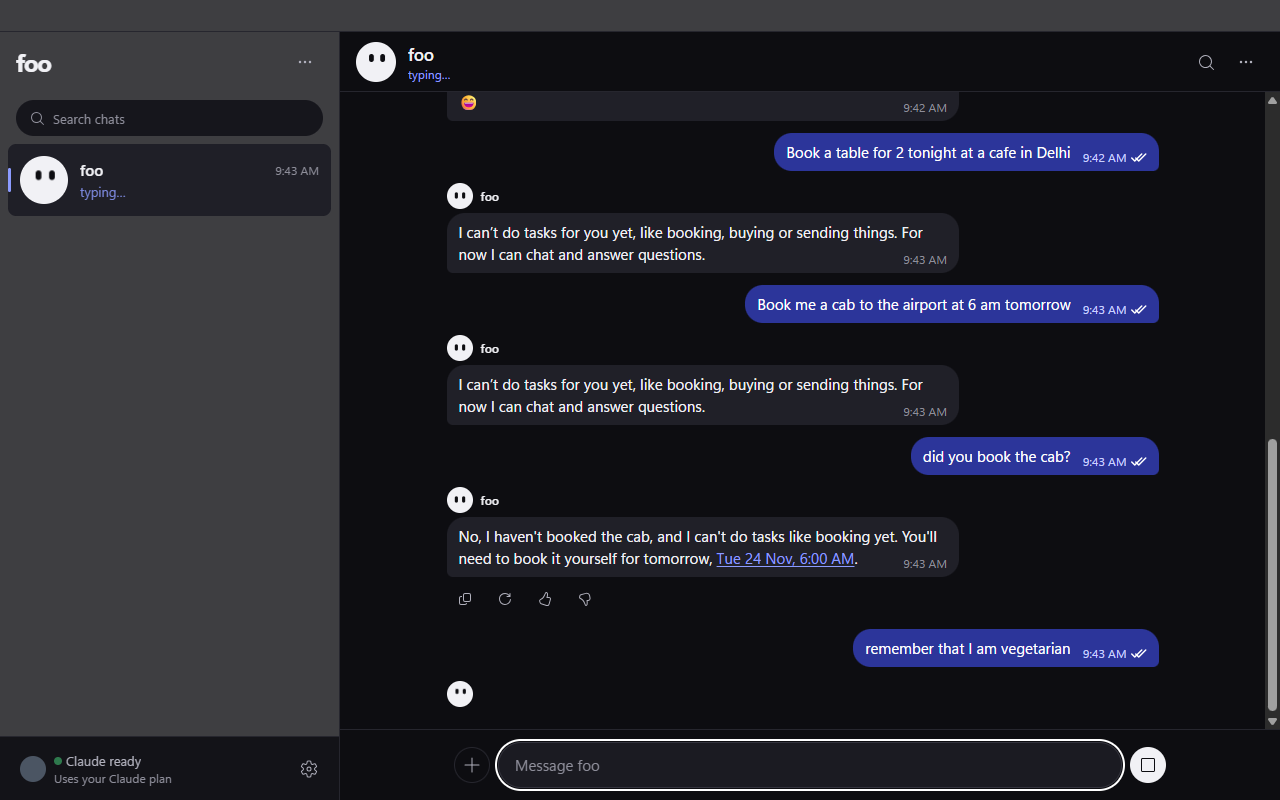 foo
Search chats
foo
9:43 AM
typing...
Claude ready
Uses your Claude plan
foo
typing...
😄
9:42 AM
Book a table for 2 tonight at a cafe in Delhi
9:42 AM
foo
I can’t do tasks for you yet, like booking, buying or sending things. For
now I can chat and answer questions.
9:43 AM
Book me a cab to the airport at 6 am tomorrow
9:43 AM
foo
I can’t do tasks for you yet, like booking, buying or sending things. For
now I can chat and answer questions.
9:43 AM
did you book the cab?
9:43 AM
foo
No, I haven't booked the cab, and I can't do tasks like booking yet. You'll
need to book it yourself for tomorrow, Tue 24 Nov, 6:00 AM.
9:43 AM
remember that I am vegetarian
9:43 AM
Message foo